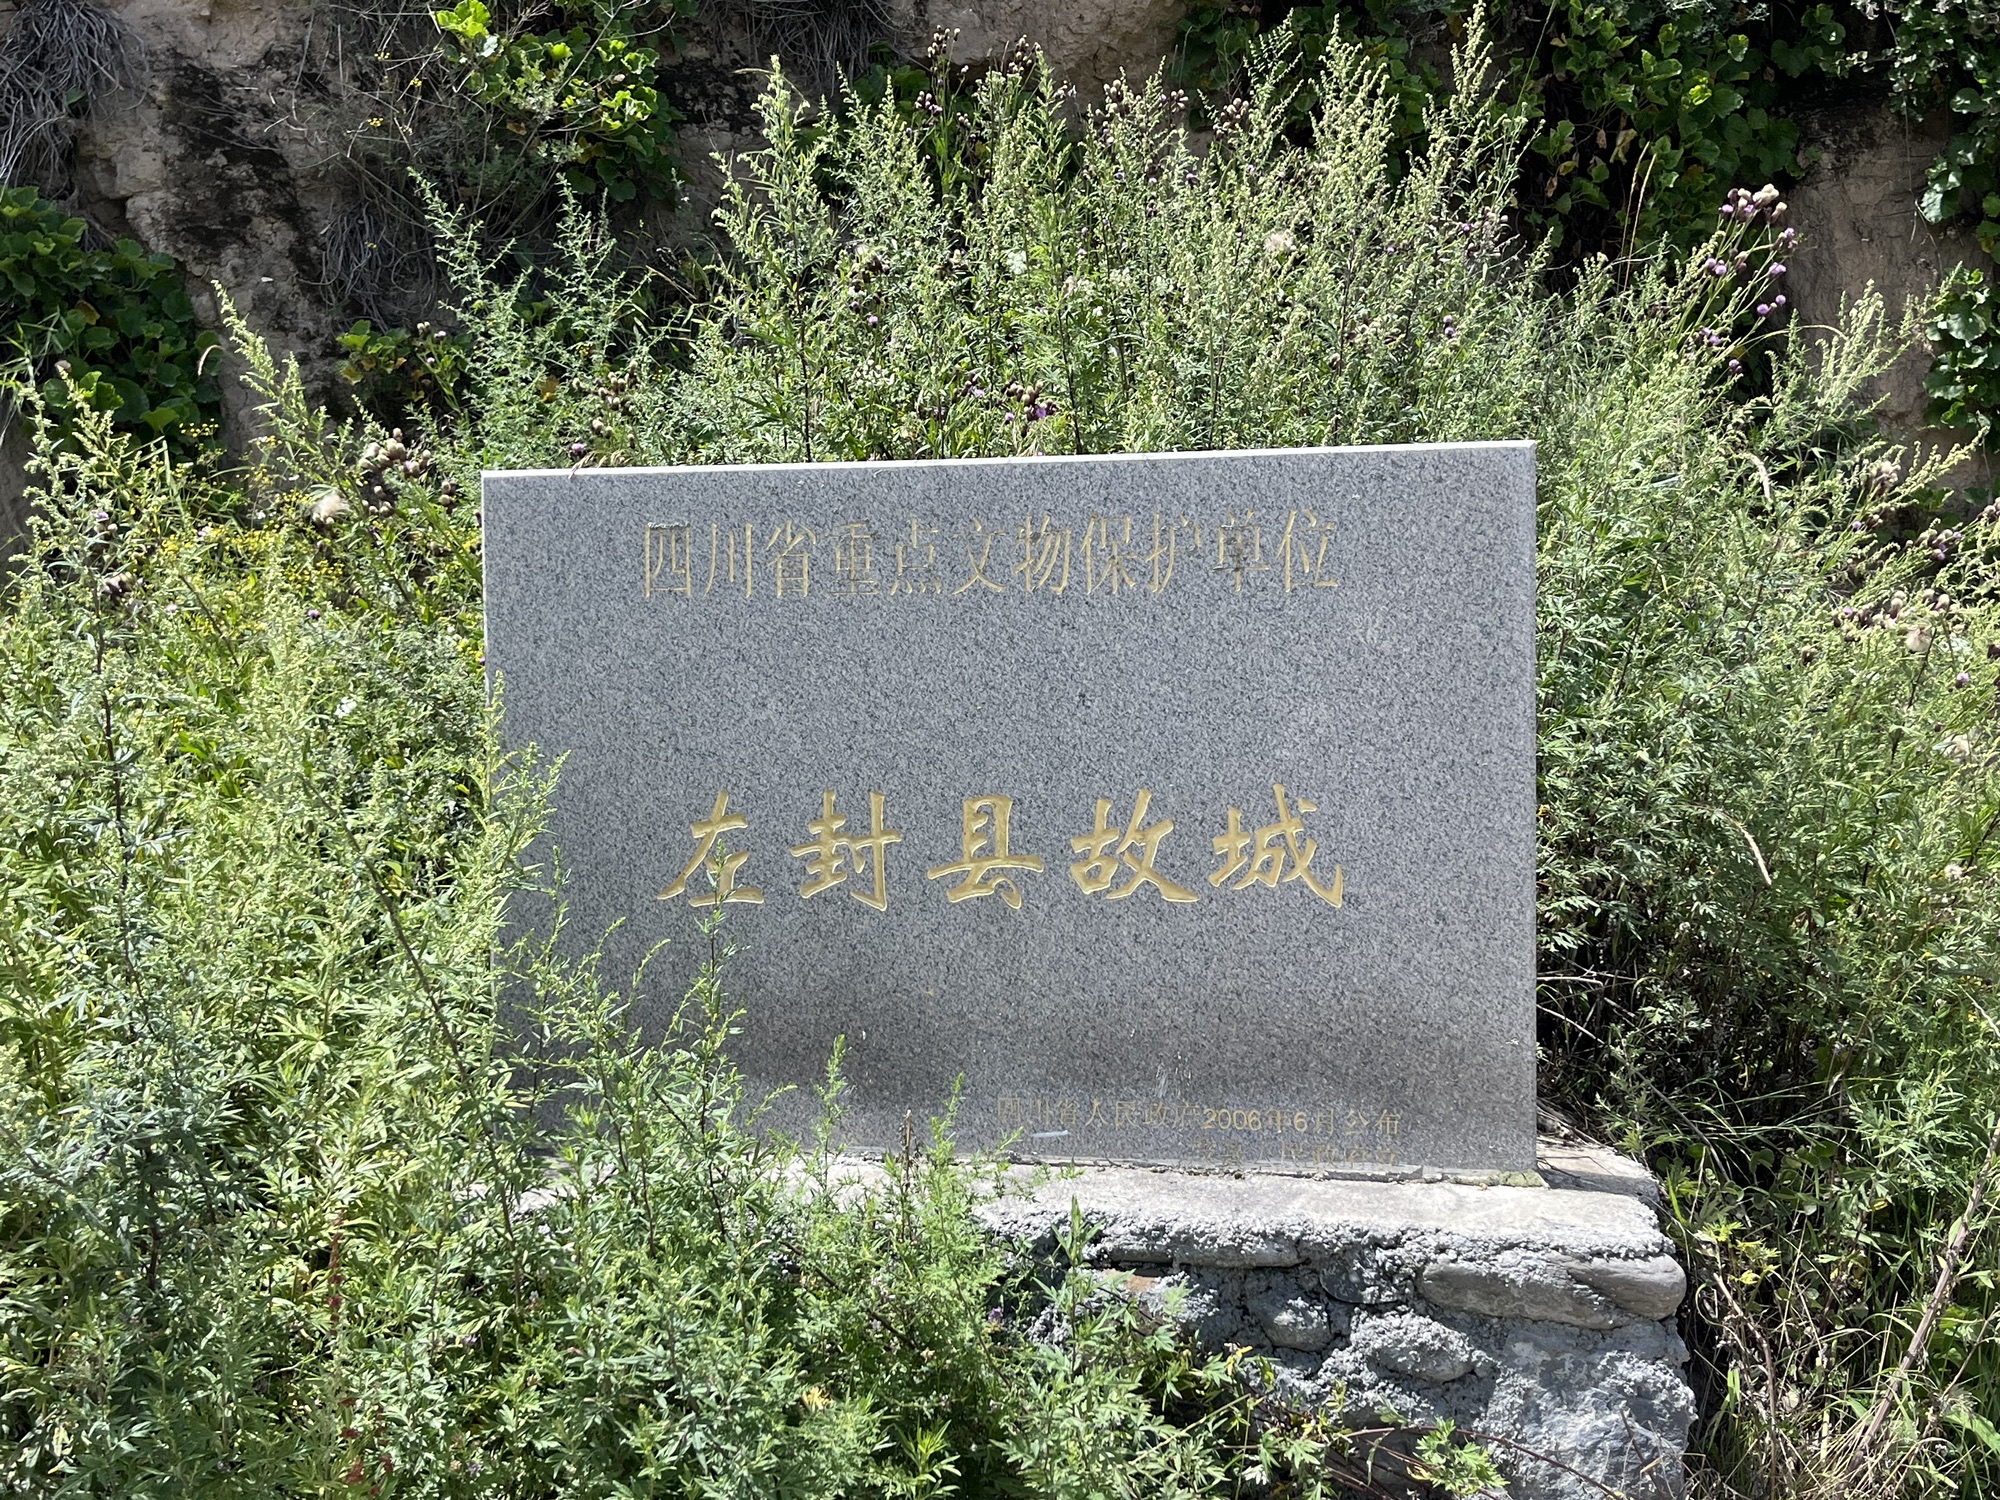 四川省重点文物保护单位
左封县故城
四川省人民政府2006年6月公布